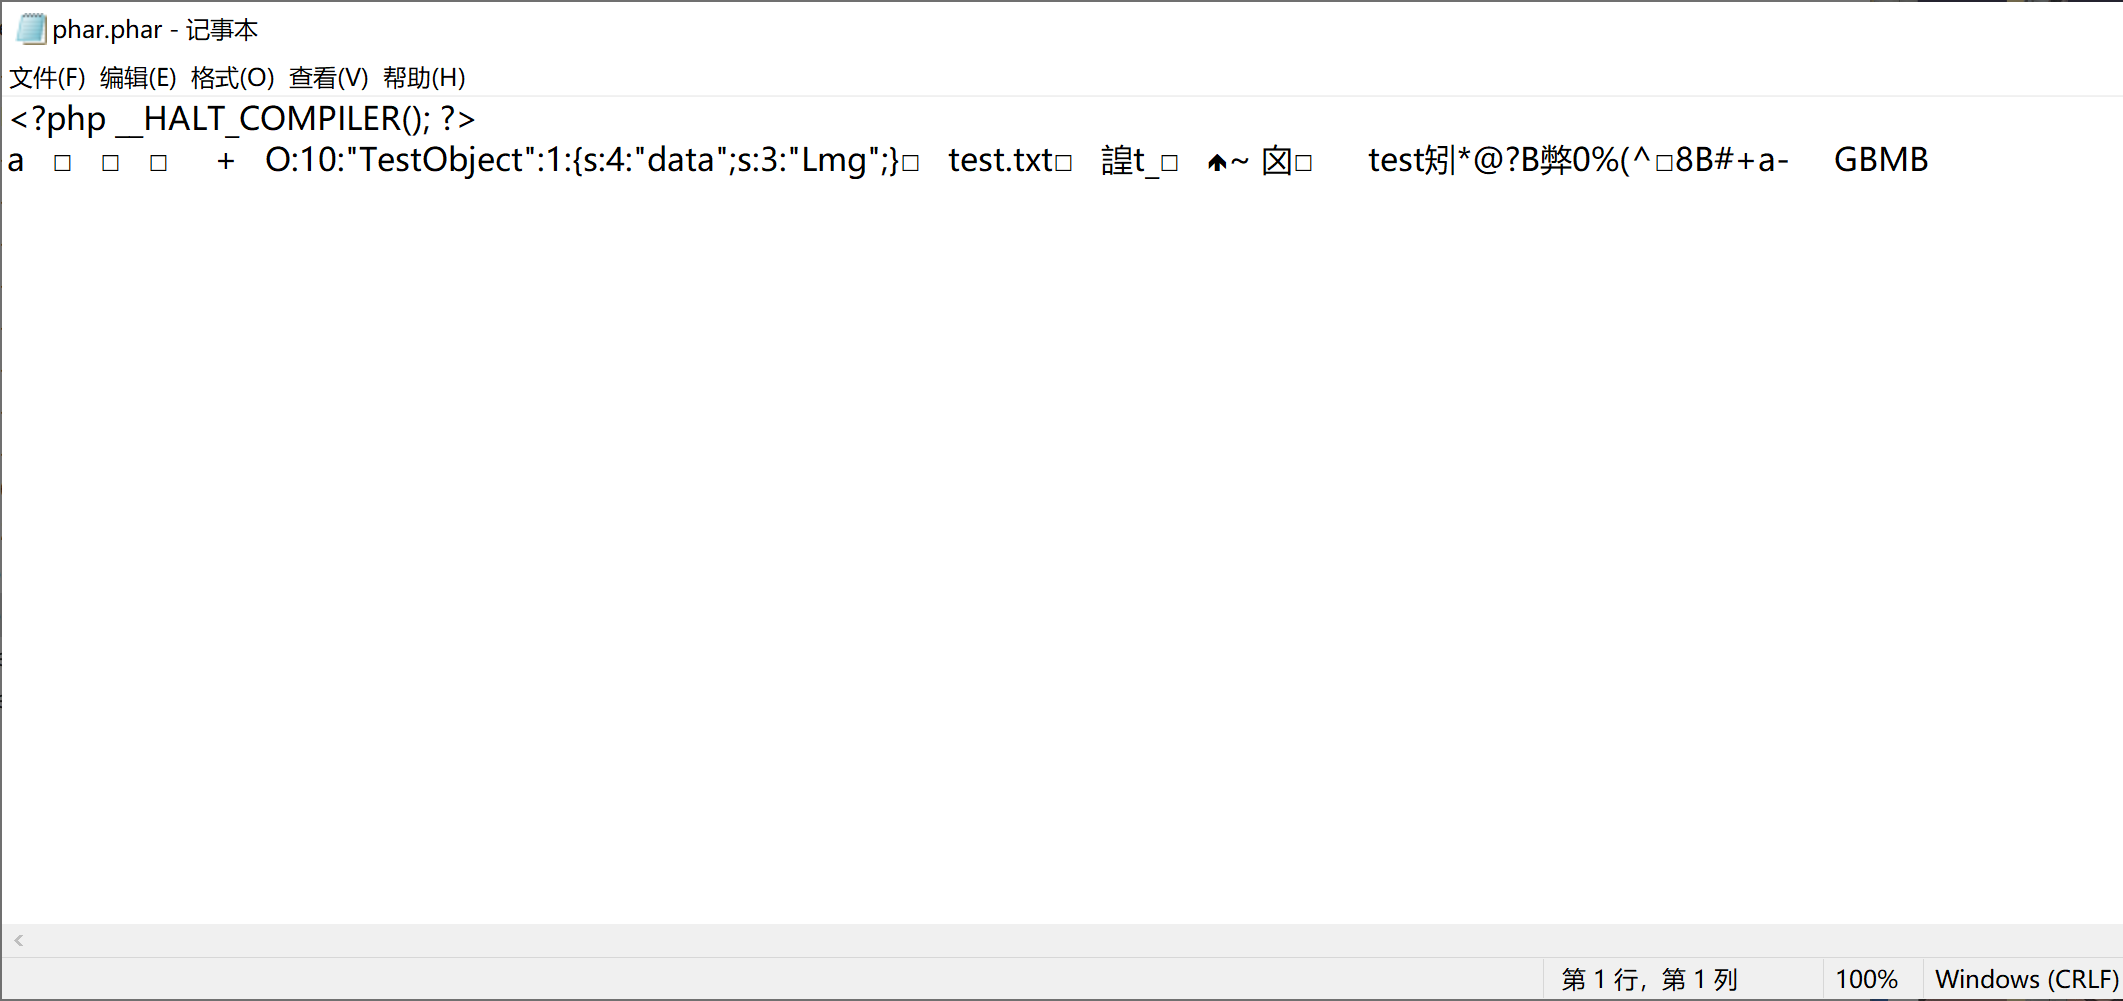 phar.phar - 记事本
文件(F) 编辑(E) 格式(O) 查看(V) 帮助(H)
<?php __HALT_COMPILER(); ?>
a □ □ □ + O:10:"TestObject":1:{s:4:"data";s:3:"Lmg";}□ test.txt□ 諻t_□ 🡅~ 囟□ test矧*@?B弊0%(^□8B#+a- GBMB
第 1 行，第 1 列
100%
Windows (CRLF)